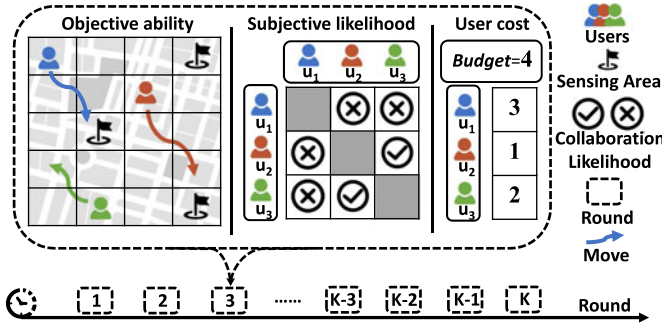 Objective ability
Subjective likelihood
User cost
u1 u2 u3
u1
u2
u3
Budget=4
u1 3
u2 1
u3 2
Users
Sensing Area
Collaboration
Likelihood
Round
Move
1 2 3 ...... K-3 K-2 K-1 K Round